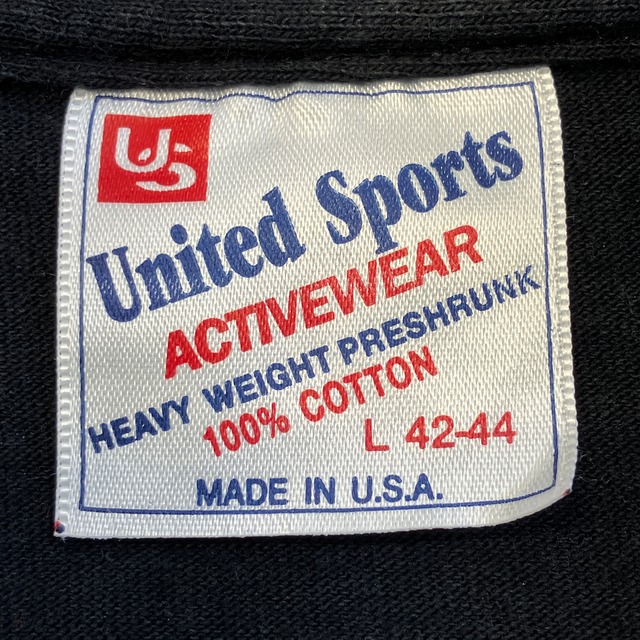 US
United Sports
ACTIVEWEAR
HEAVY WEIGHT PRESHRUNK
100% COTTON
L 42-44
MADE IN U.S.A.